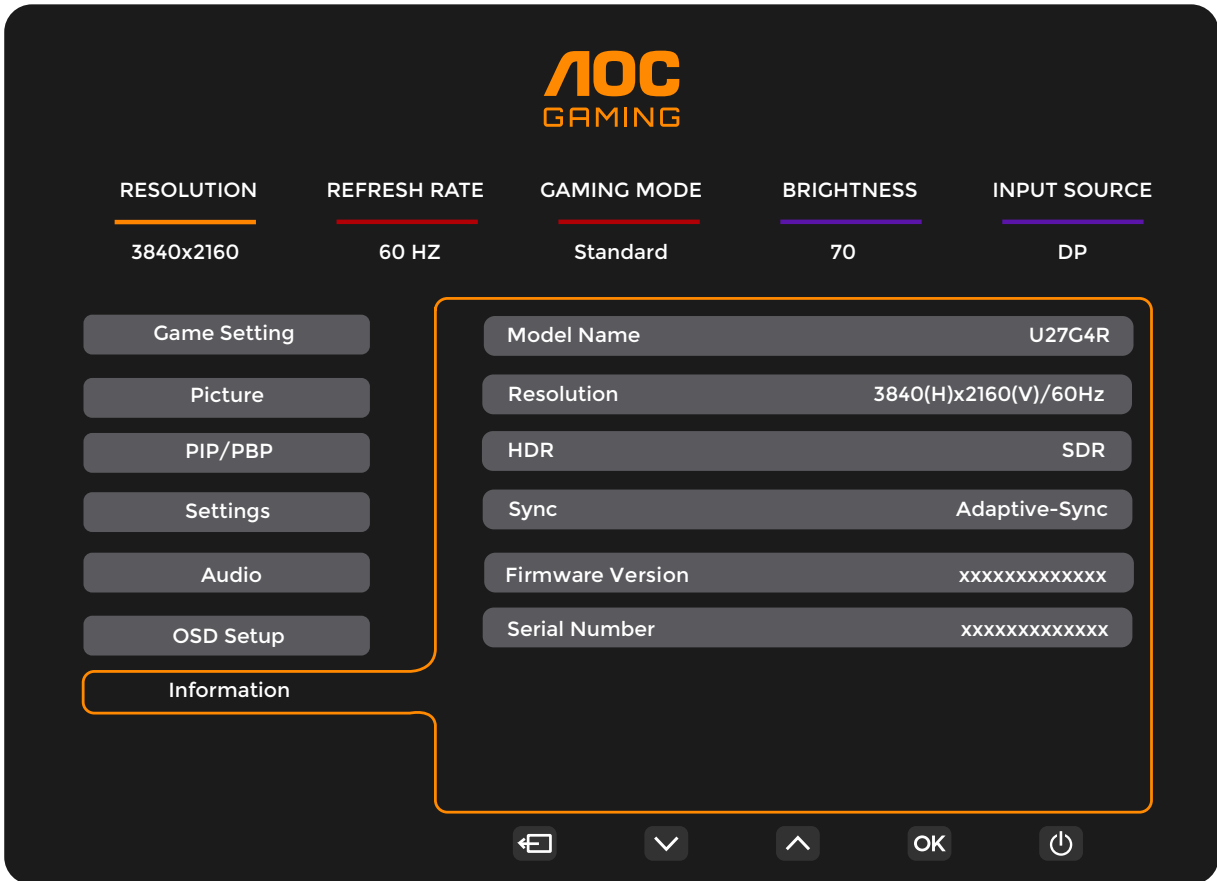 AOC
GAMING
RESOLUTION REFRESH RATE GAMING MODE BRIGHTNESS INPUT SOURCE
3840x2160 60 HZ Standard 70 DP
Game Setting
Picture
PIP/PBP
Settings
Audio
OSD Setup
Information
Model Name U27G4R
Resolution 3840(H)x2160(V)/60Hz
HDR SDR
Sync Adaptive-Sync
Firmware Version xxxxxxxxxxxxx
Serial Number xxxxxxxxxxxxx
OK